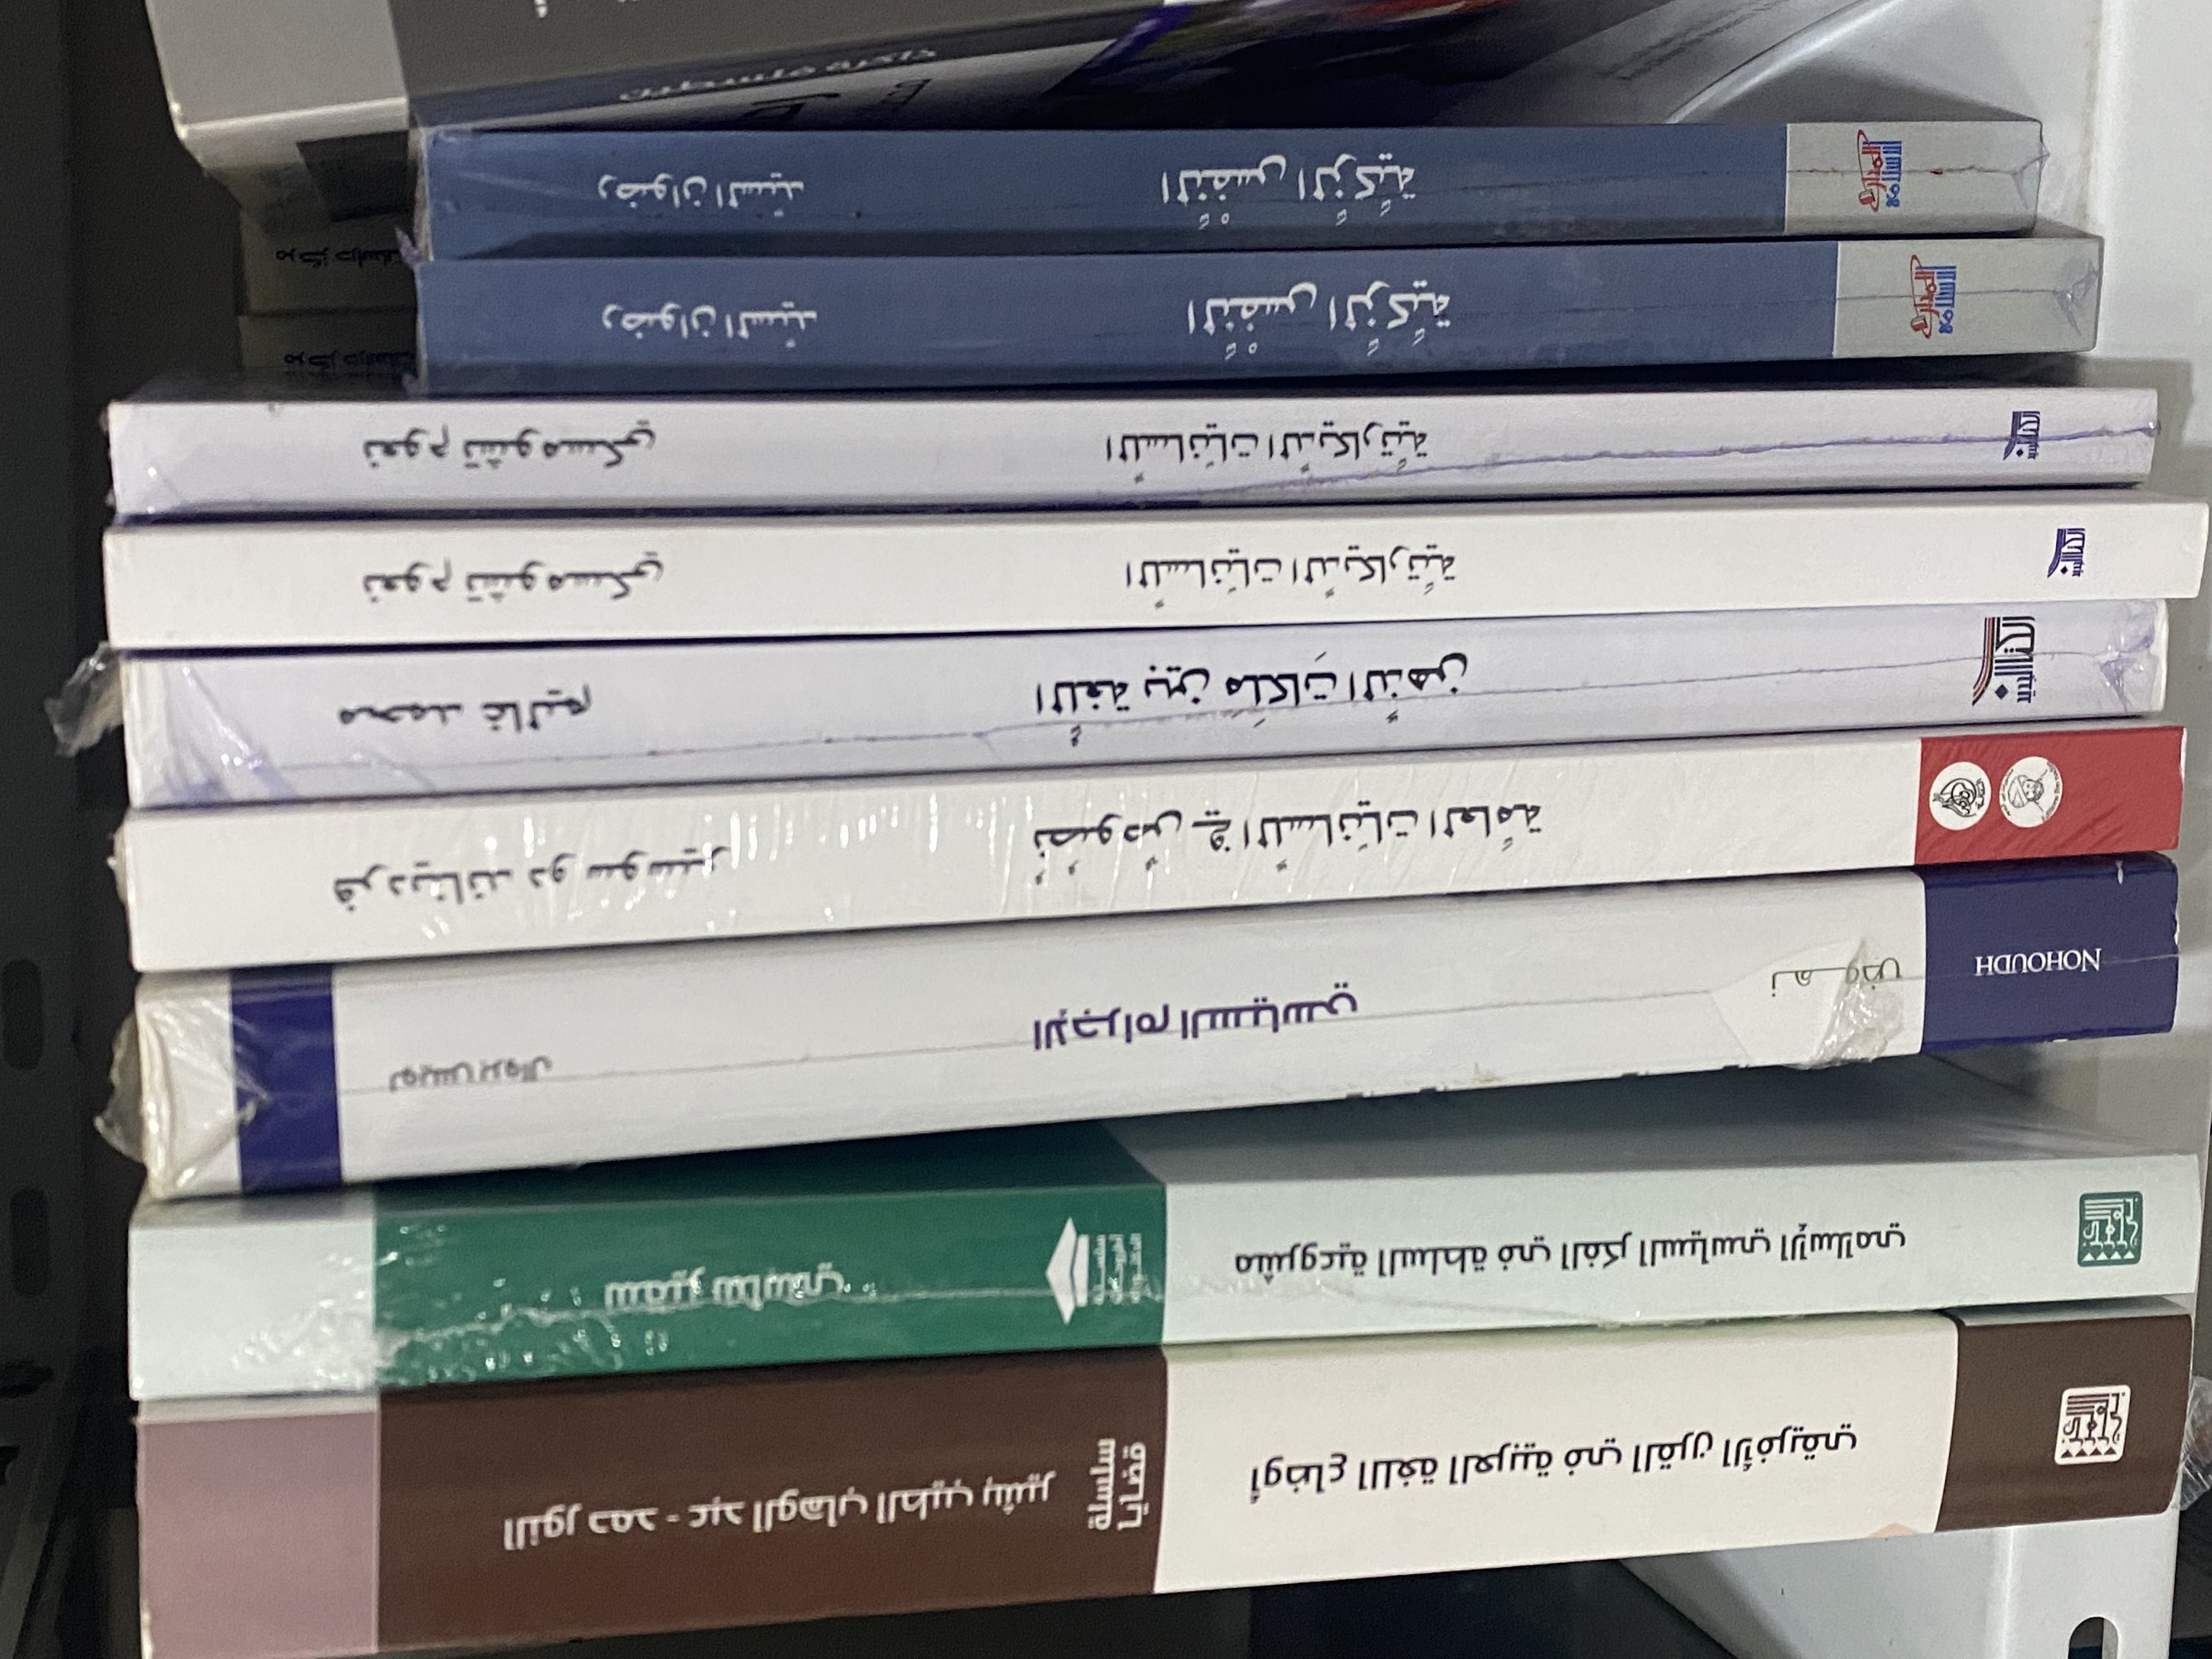 النور حمد - عبد الوهاب الطيب بشير
سلسلة
قضايا
أوضاع اللغة العربية في القرن الأفريقي
سمير ساسي
مشروعية السلطة في الفكر السياسي الإسلامي
لويس بروال
الإجرام السياسي
نهوض
NOHOUDH
فرديناند دو سوسير
نُصُوصٌ في اللِّسانيَّات العامَّة
محمد غاليم
اللُّغة بين مَلَكاتِ الذِّهن
نعوم تشومسكي
اللِّسانيَّات الدِّيكارتيَّة
نعوم تشومسكي
اللِّسانيَّات الدِّيكارتيَّة
رضوان السيّد
النَّفْس الزَّكيَّة
مركز دراسات
رضوان السيّد
النَّفْس الزَّكيَّة
مركز دراسات